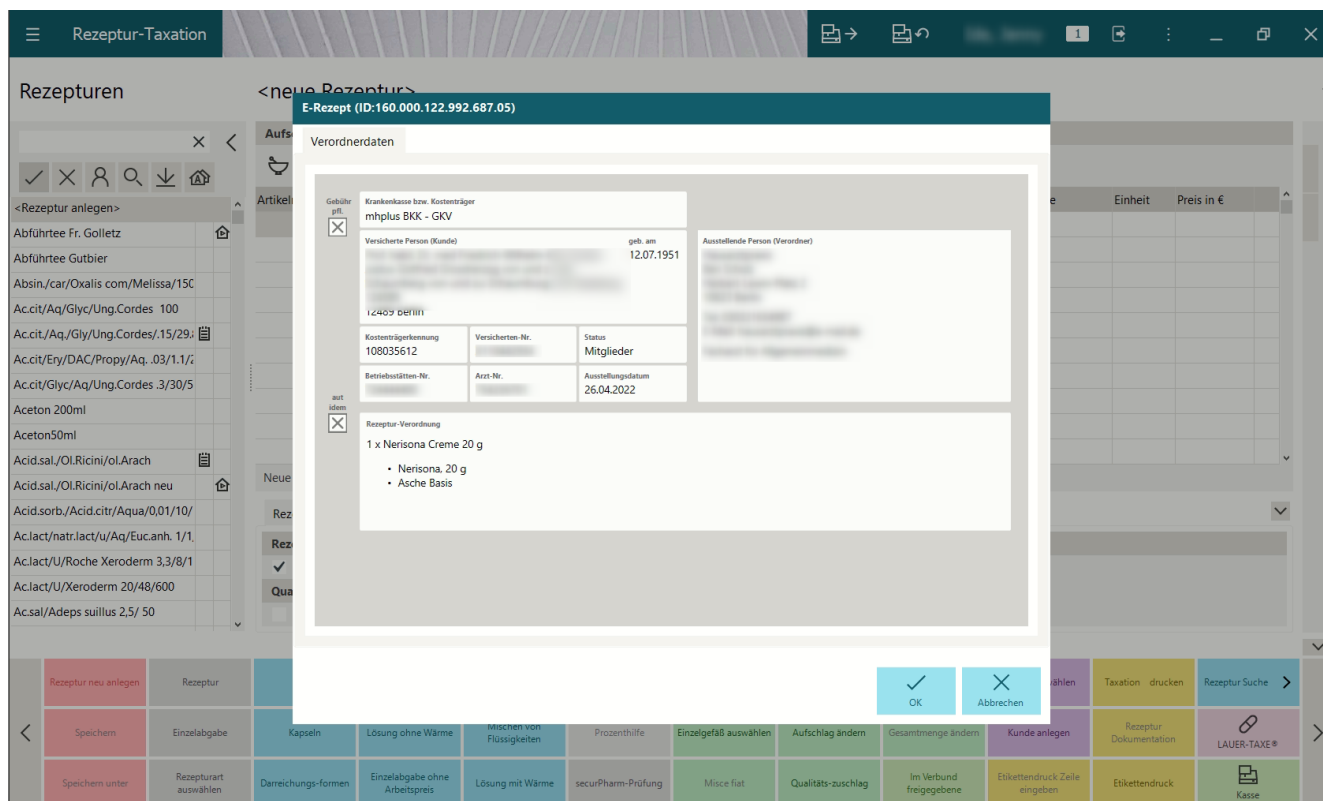 Rezeptur-Taxation
1
Rezepturen
<neue Rezeptur>
E-Rezept (ID:160.000.122.992.687.05)
Verordnerdaten
Einheit
Preis in €
<Rezeptur anlegen>
Abführtee Fr. Golletz
Abführtee Gutbier
Absin./car/Oxalis com/Melissa/150
Ac.cit/Aq/Glyc/Ung.Cordes 100
Ac.cit./Aq./Gly/Ung.Cordes/.15/29.
Ac.cit/Ery/DAC/Propy/Aq. .03/1.1/
Ac.cit/Glyc/Aq/Ung.Cordes .3/30/5
Aceton 200ml
Aceton50ml
Acid.sal./Ol.Ricini/ol.Arach
Acid.sal./Ol.Ricini/ol.Arach neu
Acid.sorb./Acid.citr/Aqua/0,01/10/
Ac.lact/natr.lact/u/Aq/Euc.anh. 1/1,
Ac.lact/U/Roche Xeroderm 3,3/8/1
Ac.lact/U/Xeroderm 20/48/600
Ac.sal/Adeps suillus 2,5/ 50
Gebühr
pfl.
Krankenkasse bzw. Kostenträger
mhplus BKK - GKV
Versicherte Person (Kunde)
geb. am
12.07.1951
12489 Berlin
Ausstellende Person (Verordner)
Kostenträgerkennung
108035612
Versicherten-Nr.
Status
Mitglieder
Betriebsstätten-Nr.
Arzt-Nr.
Ausstellungsdatum
26.04.2022
aut
idem
Rezeptur-Verordnung
1 x Nerisona Creme 20 g
• Nerisona, 20 g
• Asche Basis
Neue
OK
Abbrechen
Rezeptur neu anlegen
Rezeptur
Taxation drucken
Rezeptur Suche
Speichern
Einzelabgabe
Kapseln
Lösung ohne Wärme
Mischen von
Flüssigkeiten
Prozenthilfe
Einzelgefäß auswählen
Aufschlag ändern
Gesamtmenge ändern
Kunde anlegen
Rezeptur
Dokumentation
LAUER-TAXE®
Speichern unter
Rezepturart
auswählen
Darreichungs-formen
Einzelabgabe ohne
Arbeitspreis
Lösung mit Wärme
securPharm-Prüfung
Misce fiat
Qualitäts-zuschlag
Im Verbund
freigegebene
Etikettendruck Zeile
eingeben
Etikettendruck
Kasse